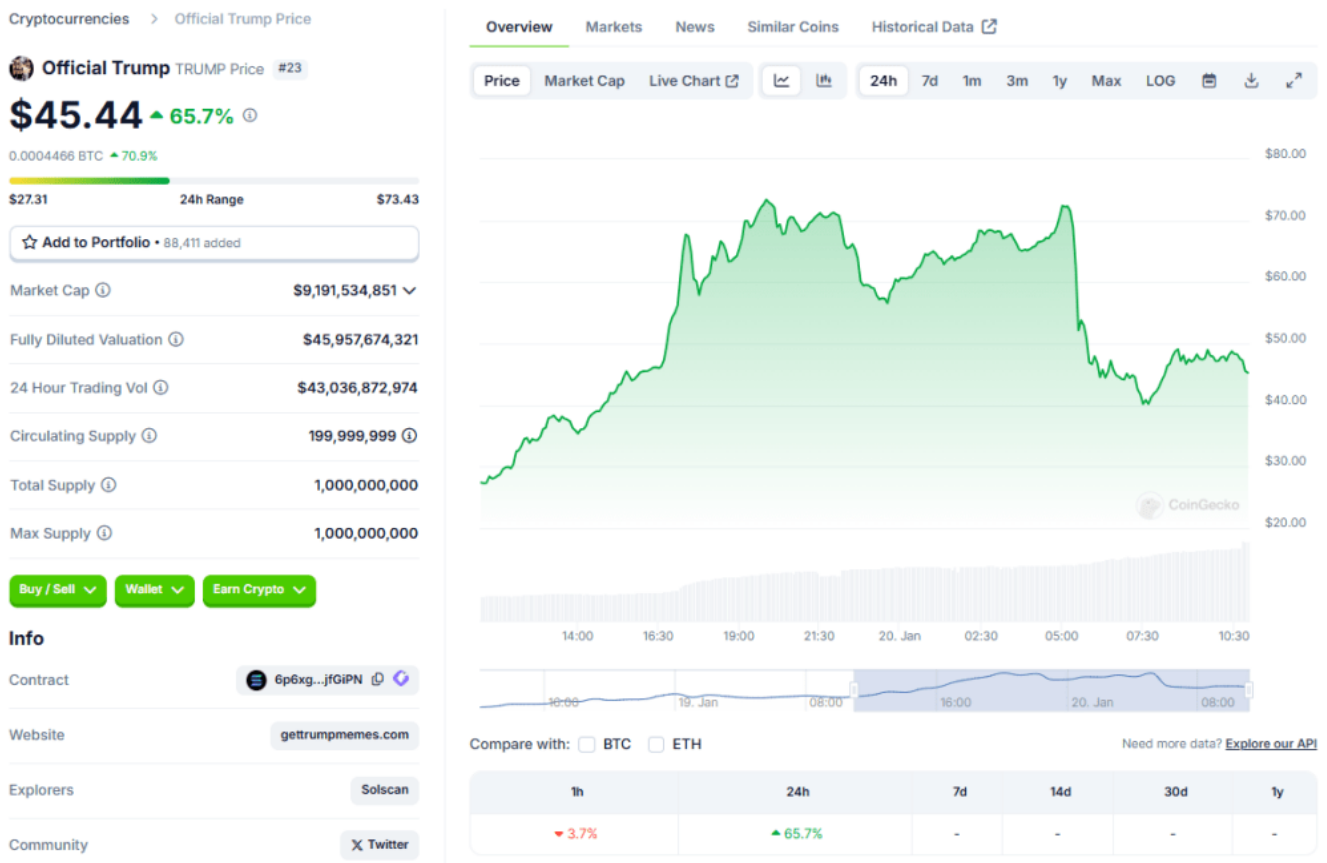 Cryptocurrencies > Official Trump Price
Official Trump TRUMP Price #23
$45.44 65.7%
0.0004466 BTC 70.9%
$27.31 24h Range $73.43
Add to Portfolio • 88,411 added
Market Cap $9,191,534,851
Fully Diluted Valuation $45,957,674,321
24 Hour Trading Vol $43,036,872,974
Circulating Supply 199,999,999
Total Supply 1,000,000,000
Max Supply 1,000,000,000
Buy / Sell Wallet Earn Crypto
Info
Contract 6p6xg...jfGiPN
Website gettrumpmemes.com
Explorers Solscan
Community X Twitter
Overview Markets News Similar Coins Historical Data
Price Market Cap Live Chart 24h 7d 1m 3m 1y Max LOG
$80.00
$70.00
$60.00
$50.00
$40.00
$30.00
CoinGecko
$20.00
14:00 16:30 19:00 21:30 20. Jan 02:30 05:00 07:30 10:30
19. Jan 08:00 16:00 20. Jan 08:00
Compare with: BTC ETH Need more data? Explore our API
1h 24h 7d 14d 30d 1y
3.7% 65.7% - - - -